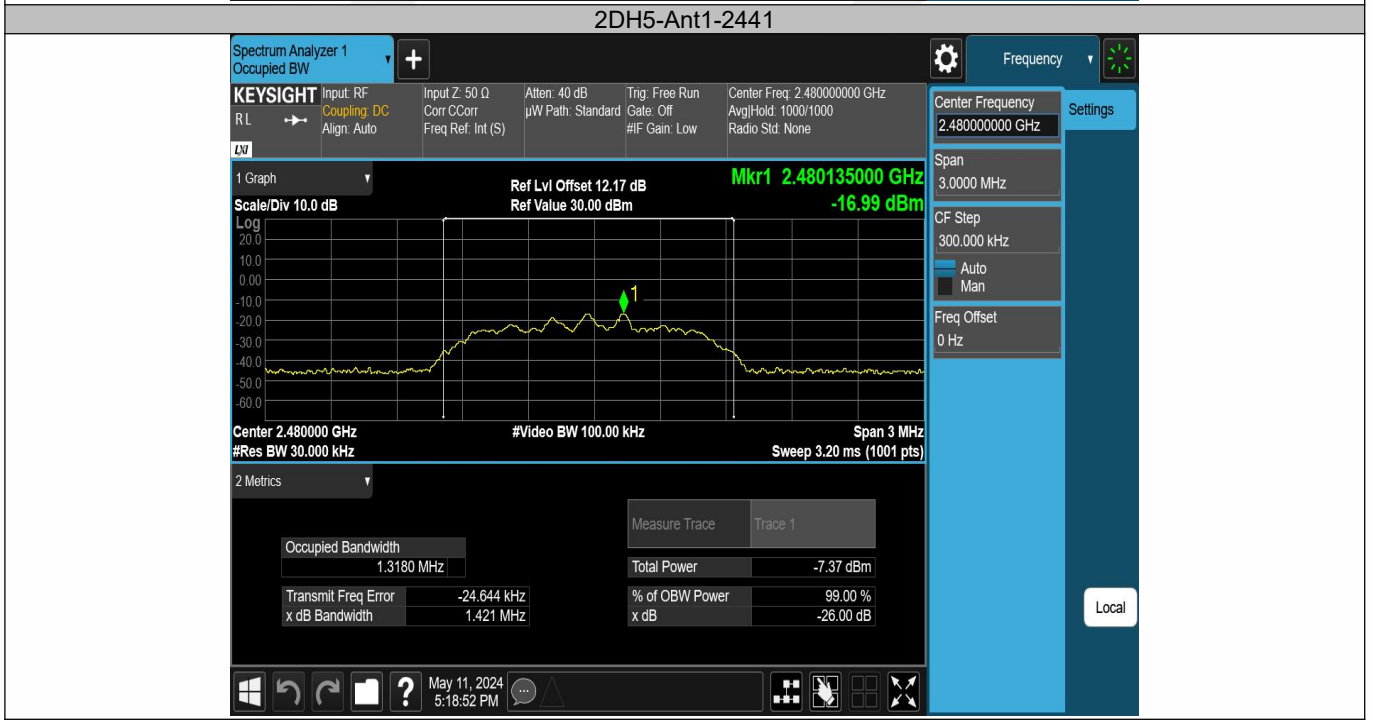 2DH5-Ant1-2441
Spectrum Analyzer 1
Occupied BW
Frequency
KEYSIGHT
RL
LXI
Input: RF
Coupling: DC
Align: Auto
Input Z: 50 Ω
Corr CCorr
Freq Ref: Int (S)
Atten: 40 dB
µW Path: Standard
Trig: Free Run
Gate: Off
#IF Gain: Low
Center Freq: 2.480000000 GHz
Avg|Hold: 1000/1000
Radio Std: None
Center Frequency
2.480000000 GHz
Settings
Span
3.0000 MHz
CF Step
300.000 kHz
Auto
Man
Freq Offset
0 Hz
Local
1 Graph
Scale/Div 10.0 dB
Ref Lvl Offset 12.17 dB
Ref Value 30.00 dBm
Mkr1 2.480135000 GHz
-16.99 dBm
Log
20.0
10.0
0.00
-10.0
-20.0
-30.0
-40.0
-50.0
-60.0
1
Center 2.480000 GHz
#Video BW 100.00 kHz
Span 3 MHz
#Res BW 30.000 kHz
Sweep 3.20 ms (1001 pts)
2 Metrics
Measure Trace Trace 1
Occupied Bandwidth
1.3180 MHz
Total Power -7.37 dBm
Transmit Freq Error -24.644 kHz
% of OBW Power 99.00 %
x dB Bandwidth 1.421 MHz
x dB -26.00 dB
?
May 11, 2024
5:18:52 PM